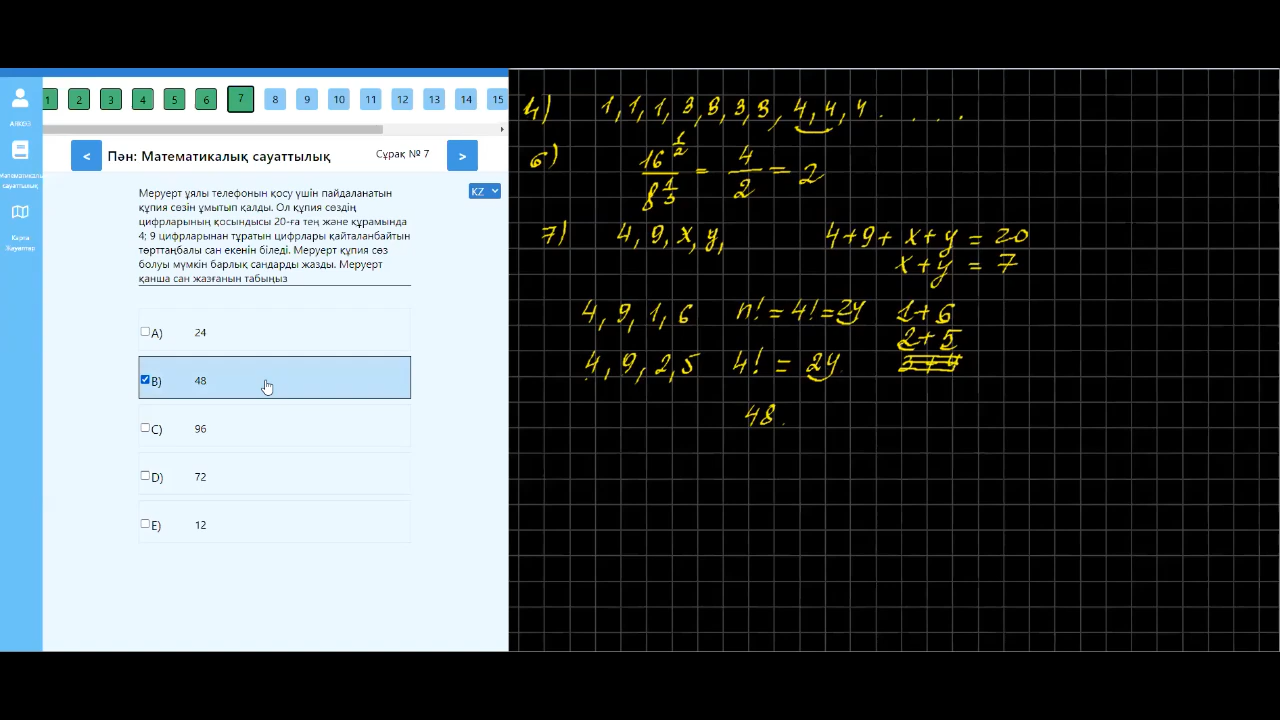 1 2 3 4 5 6 7 8 9 10 11 12 13 14 15
< Пән: Математикалық сауаттылық Сұрақ № 7 >
KZ
Меруерт ұялы телефонын қосу үшін пайдаланатын
құпия сөзін ұмытып қалды. Ол құпия сөздің
цифрларының қосындысы 20-ға тең және құрамында
4; 9 цифрларынан тұратын цифрлары қайталанбайтын
төрттаңбалы сан екенін біледі. Меруерт құпия сөз
болуы мүмкін барлық сандарды жазды. Меруерт
қанша сан жазғанын табыңыз
A) 24
B) 48
C) 96
D) 72
E) 12
4) 1, 1, 1, 3, 3, 3, 3, 4, 4, 4 . . . . .
6) 16^{1/2} / 8^{1/3} = 4/2 = 2
7) 4, 9, x, y, 4+9+ x+y = 20
x+y = 7
4, 9, 1, 6 n! = 4! = 24 1+6
2+5
4, 9, 2, 5 4! = 24
48.